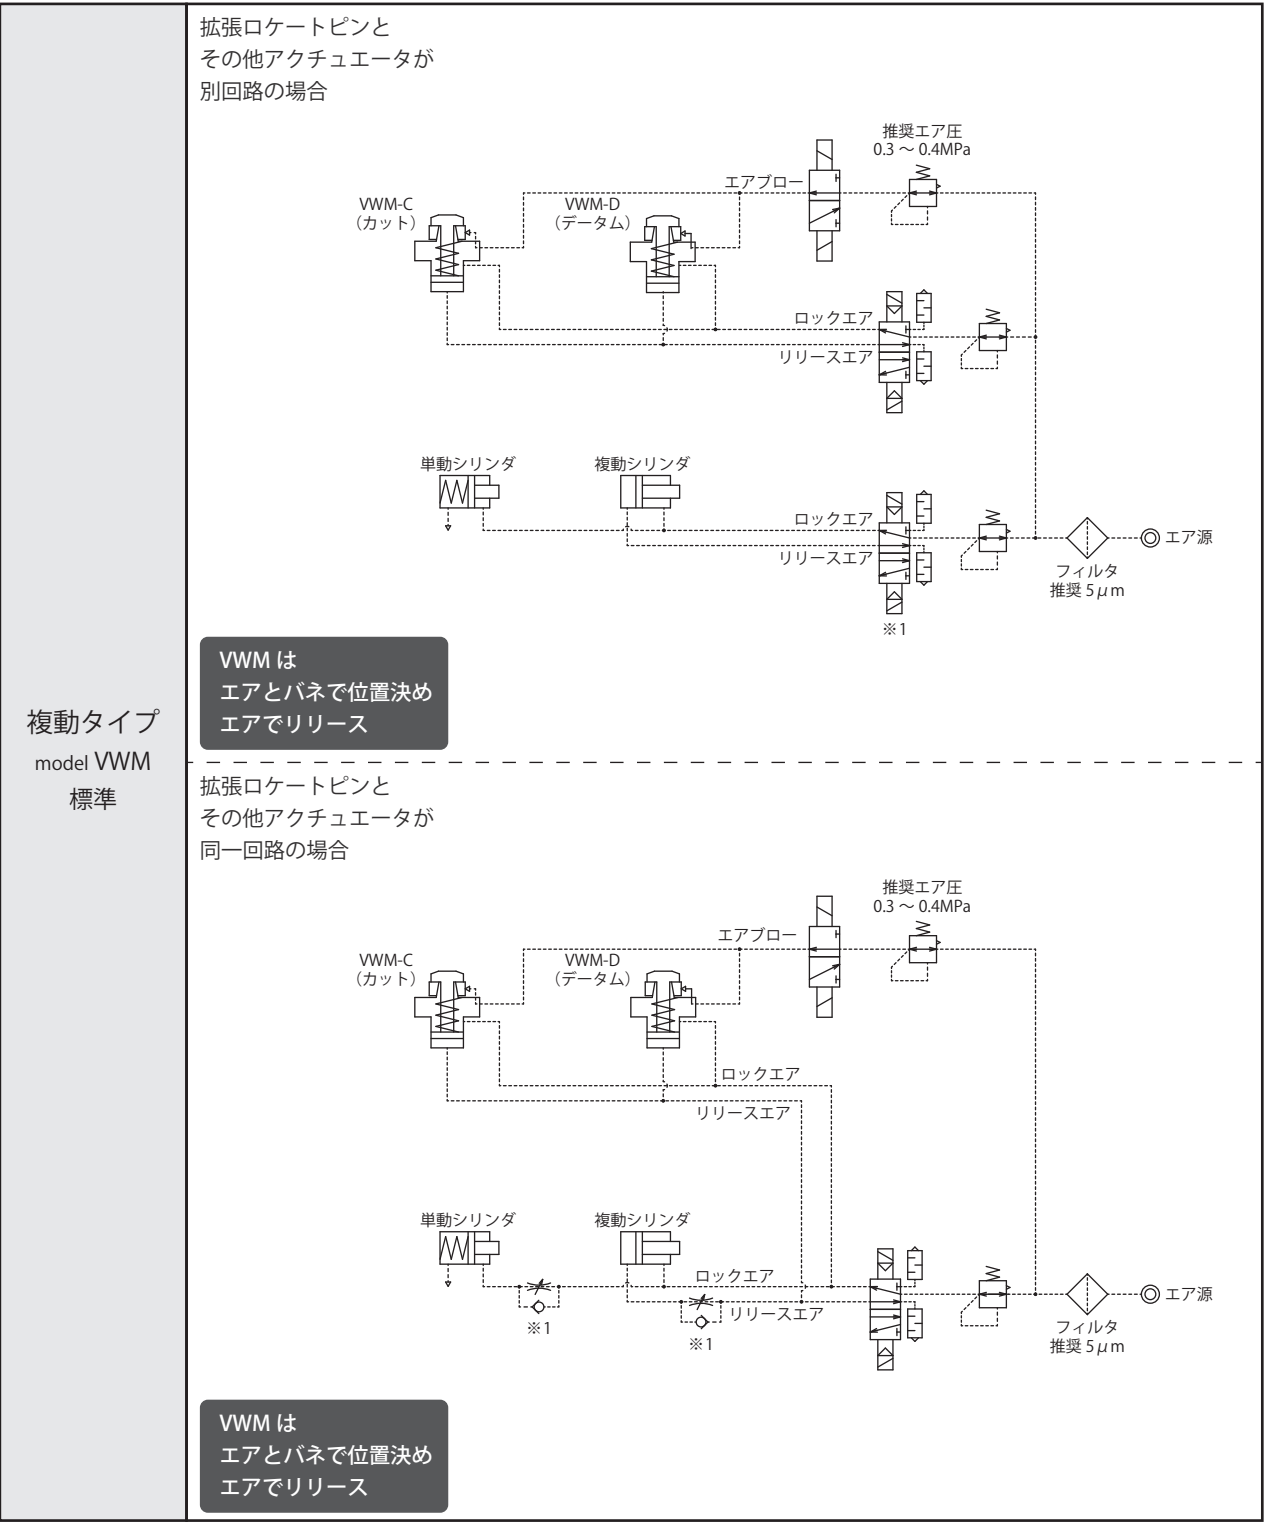 複動タイプ
model VWM
標準
拡張ロケートピンと
その他アクチュエータが
別回路の場合
推奨エア圧
0.3 ～ 0.4MPa
エアブロー
VWM-C
（カット）
VWM-D
（データム）
ロックエア
リリースエア
単動シリンダ
複動シリンダ
ロックエア
リリースエア
エア源
フィルタ
推奨 5μm
※1
VWM は
エアとバネで位置決め
エアでリリース
拡張ロケートピンと
その他アクチュエータが
同一回路の場合
推奨エア圧
0.3 ～ 0.4MPa
エアブロー
VWM-C
（カット）
VWM-D
（データム）
ロックエア
リリースエア
単動シリンダ
複動シリンダ
ロックエア
リリースエア
エア源
※1
※1
フィルタ
推奨 5μm
VWM は
エアとバネで位置決め
エアでリリース